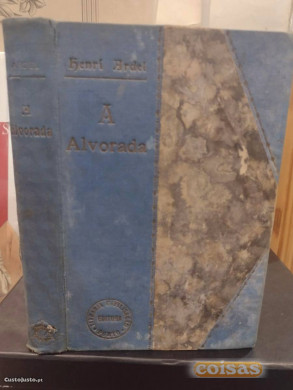 Henri Ardel
A
Alvorada
A
Alvorada
CustoJusto.pt
coisas